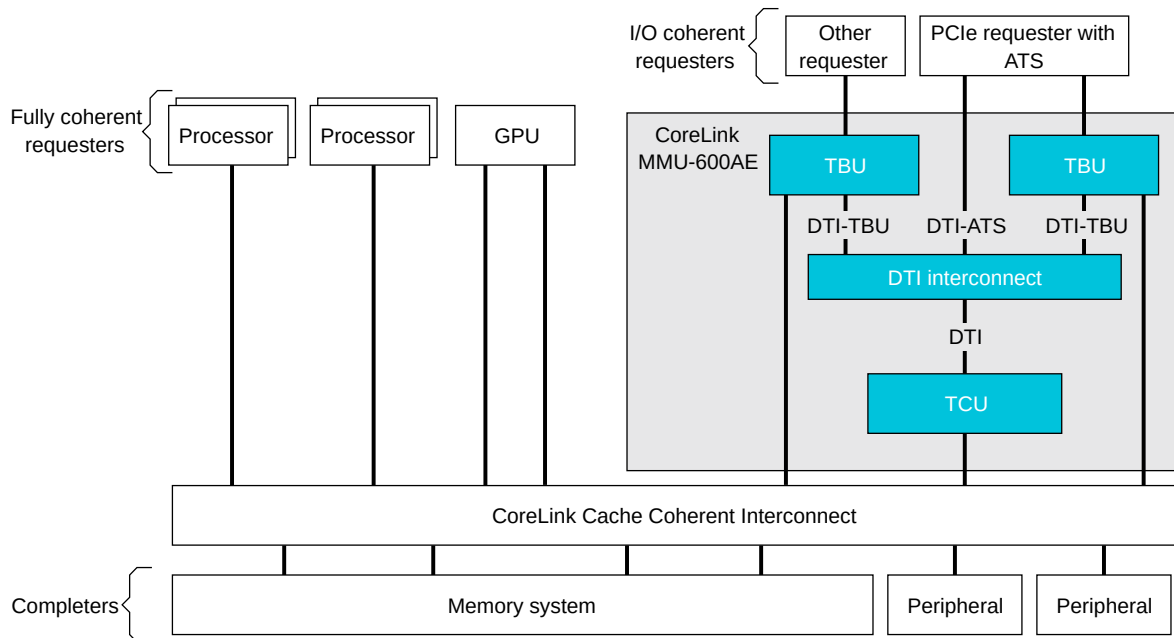 I/O coherent
requesters
Other
requester
PCIe requester with
ATS
Fully coherent
requesters
Processor
Processor
GPU
CoreLink
MMU-600AE
TBU
TBU
DTI-TBU
DTI-ATS
DTI-TBU
DTI interconnect
DTI
TCU
CoreLink Cache Coherent Interconnect
Completers
Memory system
Peripheral
Peripheral